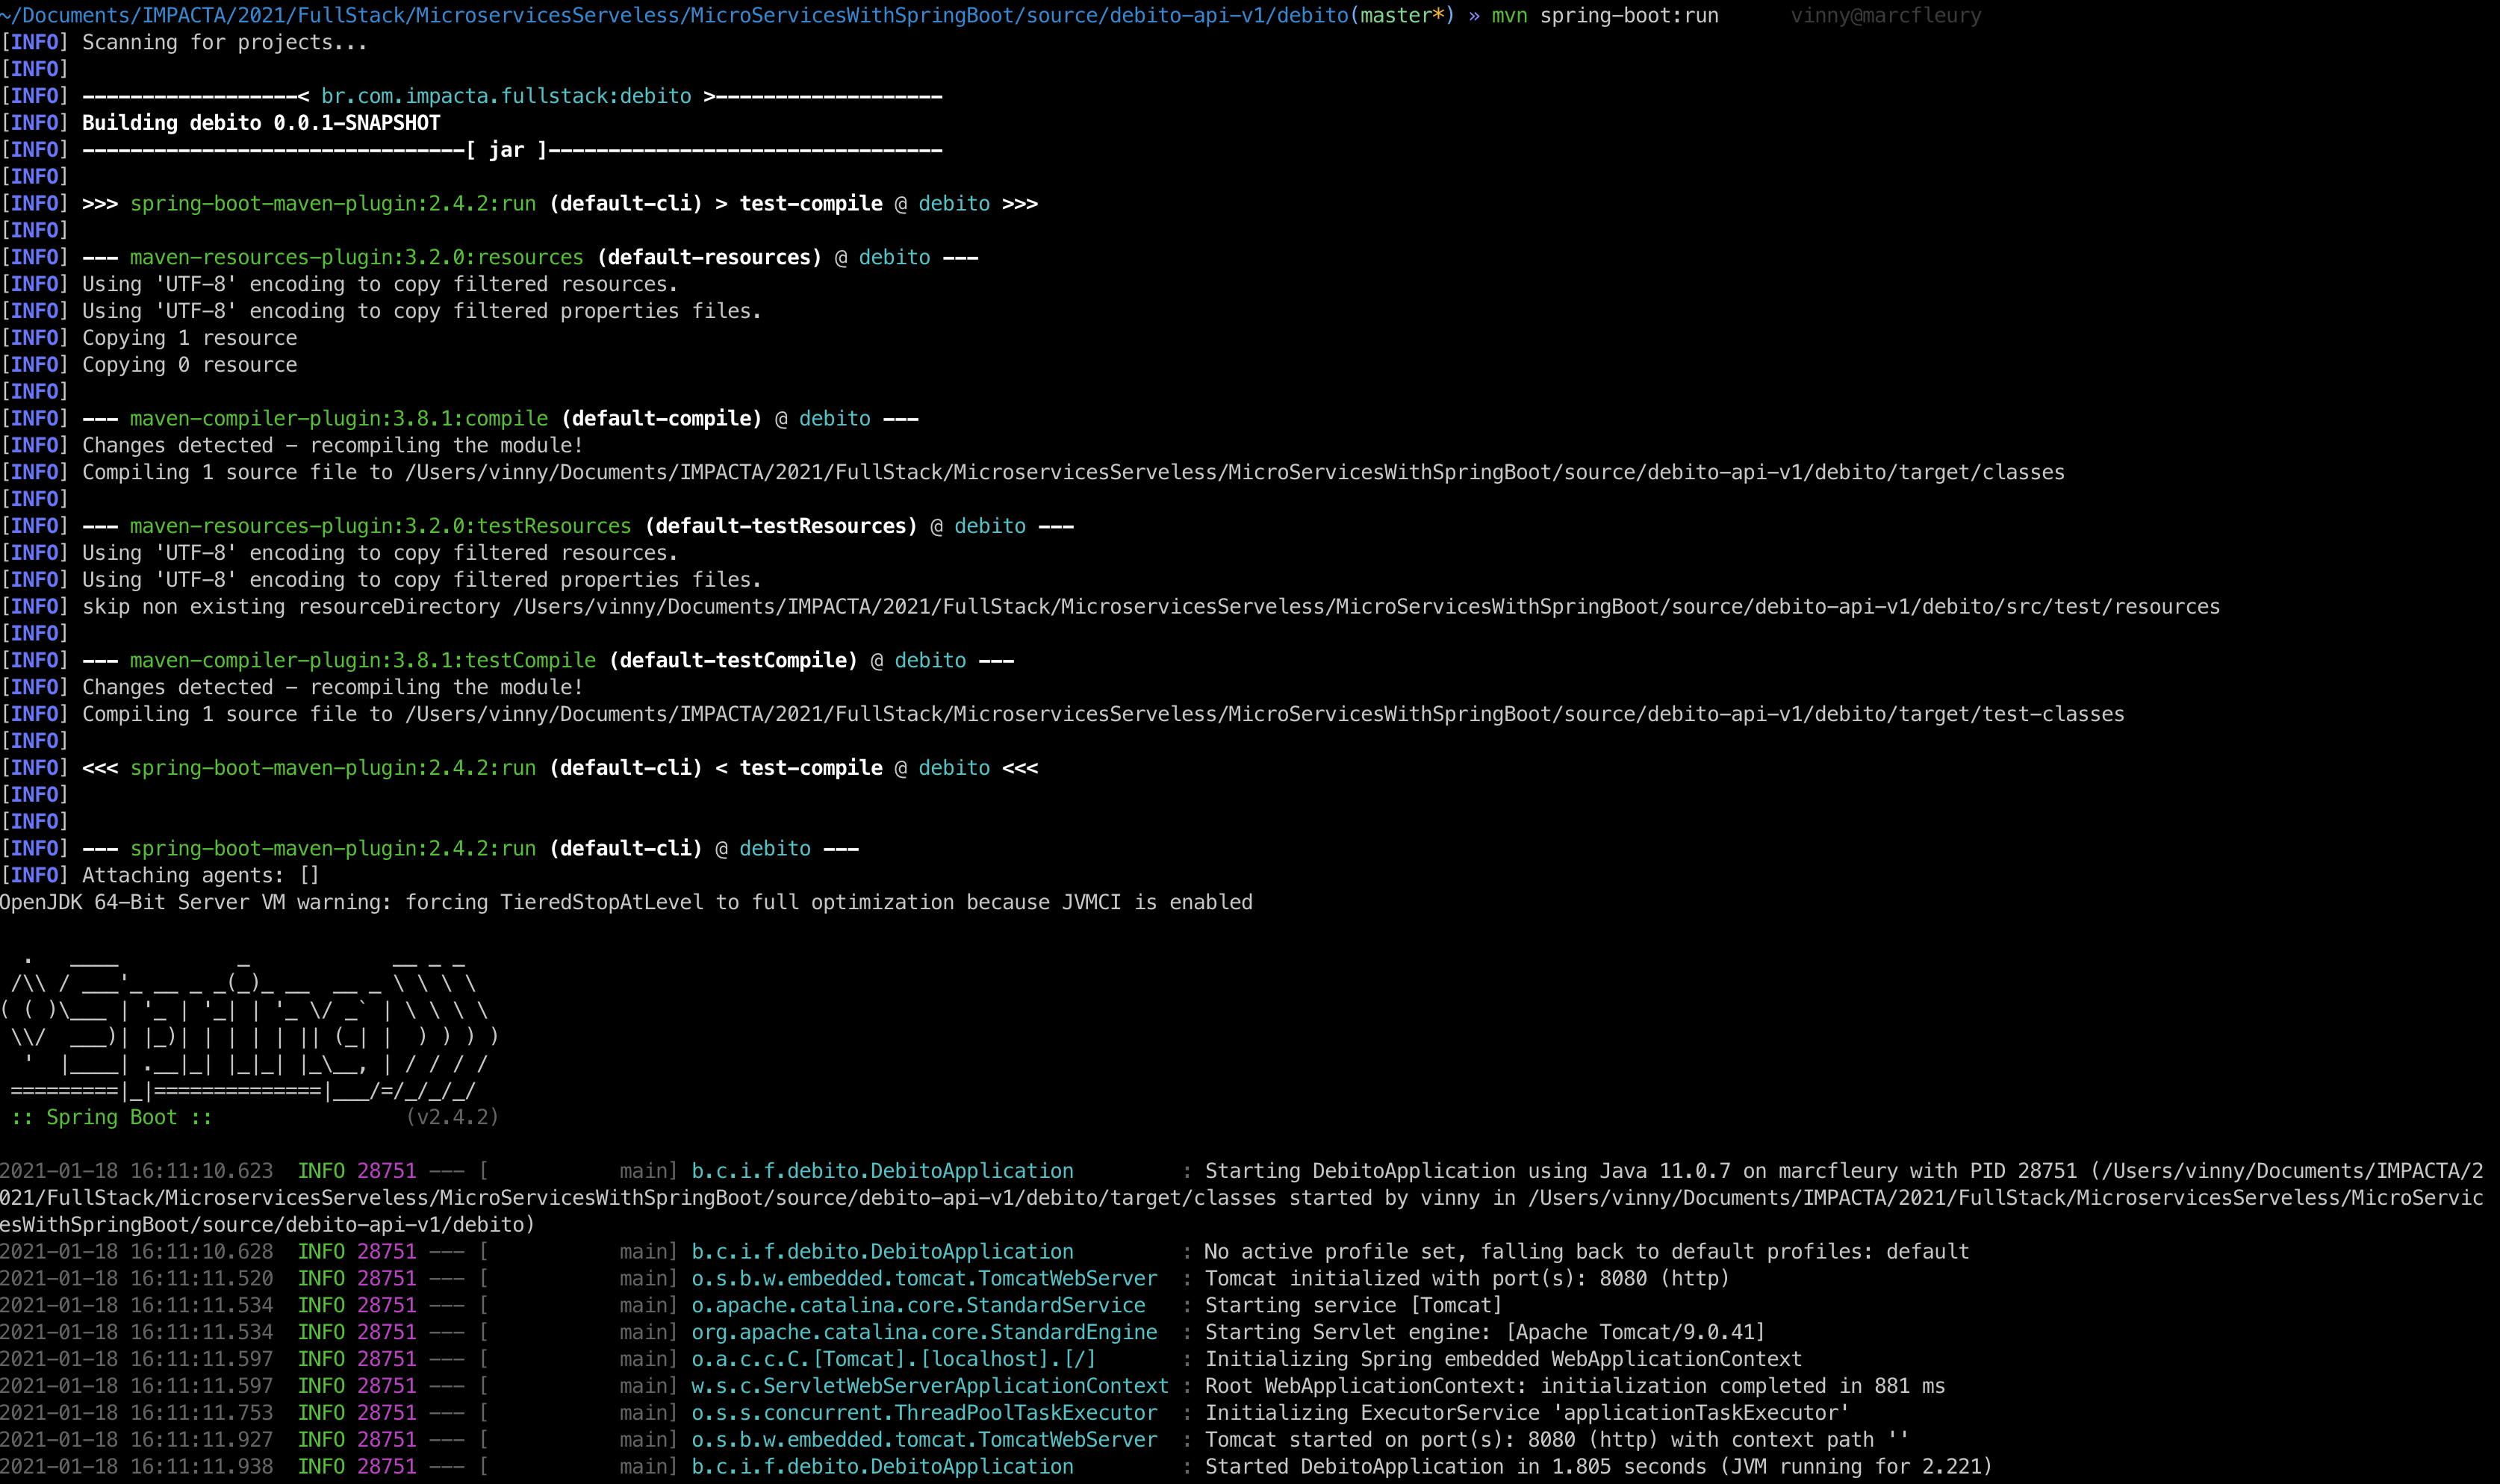 ~/Documents/IMPACTA/2021/FullStack/MicroservicesServeless/MicroServicesWithSpringBoot/source/debito-api-v1/debito(master*) » mvn spring-boot:run      vinny@marcfleury
[INFO] Scanning for projects...
[INFO]
[INFO] ------------------< br.com.impacta.fullstack:debito >-------------------
[INFO] Building debito 0.0.1-SNAPSHOT
[INFO] --------------------------------[ jar ]---------------------------------
[INFO]
[INFO] >>> spring-boot-maven-plugin:2.4.2:run (default-cli) > test-compile @ debito >>>
[INFO]
[INFO] --- maven-resources-plugin:3.2.0:resources (default-resources) @ debito ---
[INFO] Using 'UTF-8' encoding to copy filtered resources.
[INFO] Using 'UTF-8' encoding to copy filtered properties files.
[INFO] Copying 1 resource
[INFO] Copying 0 resource
[INFO]
[INFO] --- maven-compiler-plugin:3.8.1:compile (default-compile) @ debito ---
[INFO] Changes detected - recompiling the module!
[INFO] Compiling 1 source file to /Users/vinny/Documents/IMPACTA/2021/FullStack/MicroservicesServeless/MicroServicesWithSpringBoot/source/debito-api-v1/debito/target/classes
[INFO]
[INFO] --- maven-resources-plugin:3.2.0:testResources (default-testResources) @ debito ---
[INFO] Using 'UTF-8' encoding to copy filtered resources.
[INFO] Using 'UTF-8' encoding to copy filtered properties files.
[INFO] skip non existing resourceDirectory /Users/vinny/Documents/IMPACTA/2021/FullStack/MicroservicesServeless/MicroServicesWithSpringBoot/source/debito-api-v1/debito/src/test/resources
[INFO]
[INFO] --- maven-compiler-plugin:3.8.1:testCompile (default-testCompile) @ debito ---
[INFO] Changes detected - recompiling the module!
[INFO] Compiling 1 source file to /Users/vinny/Documents/IMPACTA/2021/FullStack/MicroservicesServeless/MicroServicesWithSpringBoot/source/debito-api-v1/debito/target/test-classes
[INFO]
[INFO] <<< spring-boot-maven-plugin:2.4.2:run (default-cli) < test-compile @ debito <<<
[INFO]
[INFO]
[INFO] --- spring-boot-maven-plugin:2.4.2:run (default-cli) @ debito ---
[INFO] Attaching agents: []
OpenJDK 64-Bit Server VM warning: forcing TieredStopAtLevel to full optimization because JVMCI is enabled

  .   ____          _            __ _ _
 /\\ / ___'_ __ _ _(_)_ __  __ _ \ \ \ \
( ( )\___ | '_ | '_| | '_ \/ _` | \ \ \ \
 \\/  ___)| |_)| | | | | || (_| |  ) ) ) )
  '  |____| .__|_| |_|_| |_\__, | / / / /
 =========|_|==============|___/=/_/_/_/
 :: Spring Boot ::                (v2.4.2)

2021-01-18 16:11:10.623  INFO 28751 --- [           main] b.c.i.f.debito.DebitoApplication         : Starting DebitoApplication using Java 11.0.7 on marcfleury with PID 28751 (/Users/vinny/Documents/IMPACTA/2
021/FullStack/MicroservicesServeless/MicroServicesWithSpringBoot/source/debito-api-v1/debito/target/classes started by vinny in /Users/vinny/Documents/IMPACTA/2021/FullStack/MicroservicesServeless/MicroServic
esWithSpringBoot/source/debito-api-v1/debito)
2021-01-18 16:11:10.628  INFO 28751 --- [           main] b.c.i.f.debito.DebitoApplication         : No active profile set, falling back to default profiles: default
2021-01-18 16:11:11.520  INFO 28751 --- [           main] o.s.b.w.embedded.tomcat.TomcatWebServer  : Tomcat initialized with port(s): 8080 (http)
2021-01-18 16:11:11.534  INFO 28751 --- [           main] o.apache.catalina.core.StandardService   : Starting service [Tomcat]
2021-01-18 16:11:11.534  INFO 28751 --- [           main] org.apache.catalina.core.StandardEngine  : Starting Servlet engine: [Apache Tomcat/9.0.41]
2021-01-18 16:11:11.597  INFO 28751 --- [           main] o.a.c.c.C.[Tomcat].[localhost].[/]       : Initializing Spring embedded WebApplicationContext
2021-01-18 16:11:11.597  INFO 28751 --- [           main] w.s.c.ServletWebServerApplicationContext : Root WebApplicationContext: initialization completed in 881 ms
2021-01-18 16:11:11.753  INFO 28751 --- [           main] o.s.s.concurrent.ThreadPoolTaskExecutor  : Initializing ExecutorService 'applicationTaskExecutor'
2021-01-18 16:11:11.927  INFO 28751 --- [           main] o.s.b.w.embedded.tomcat.TomcatWebServer  : Tomcat started on port(s): 8080 (http) with context path ''
2021-01-18 16:11:11.938  INFO 28751 --- [           main] b.c.i.f.debito.DebitoApplication         : Started DebitoApplication in 1.805 seconds (JVM running for 2.221)